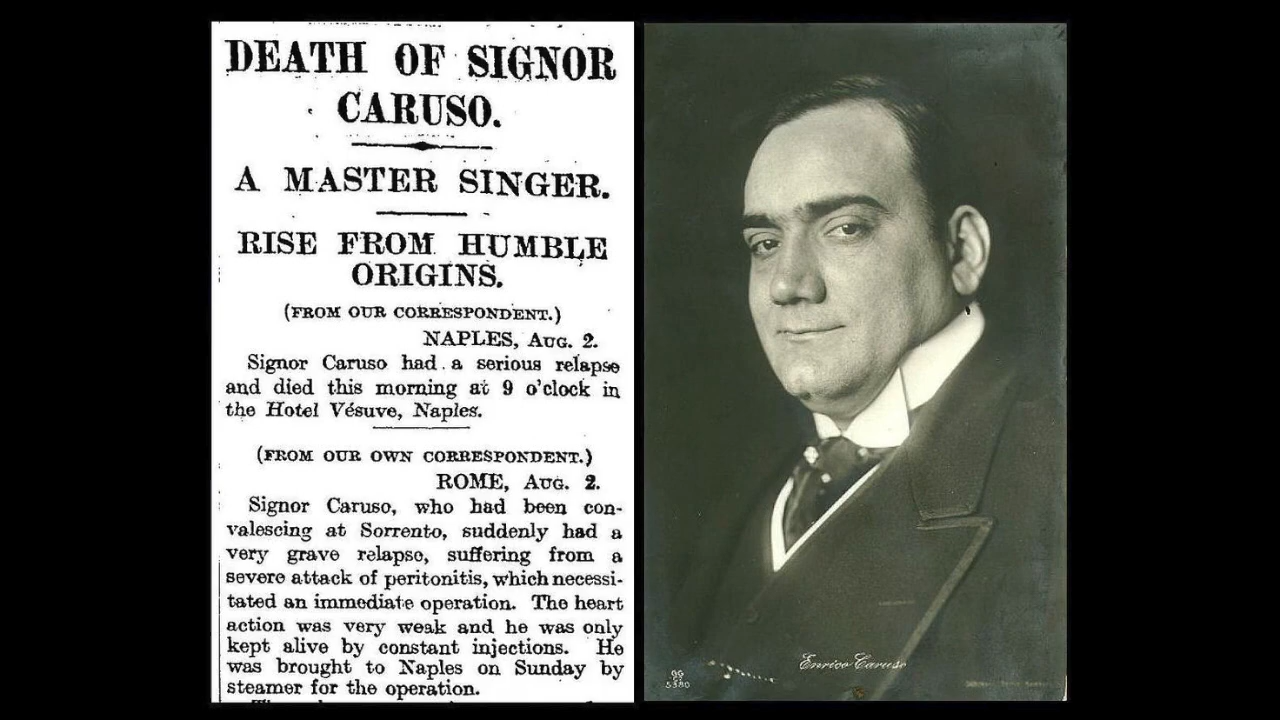 DEATH OF SIGNOR
CARUSO.
A MASTER SINGER.
RISE FROM HUMBLE
ORIGINS.
(FROM OUR CORRESPONDENT.)
NAPLES, AUG. 2.
Signor Caruso had a serious relapse
and died this morning at 9 o'clock in
the Hotel Vésuve, Naples.
(FROM OUR OWN CORRESPONDENT.)
ROME, AUG. 2.
Signor Caruso, who had been con-
valescing at Sorrento, suddenly had a
very grave relapse, suffering from a
severe attack of peritonitis, which necessi-
tated an immediate operation. The heart
action was very weak and he was only
kept alive by constant injections. He
was brought to Naples on Sunday by
steamer for the operation.
Enrico Caruso
5380